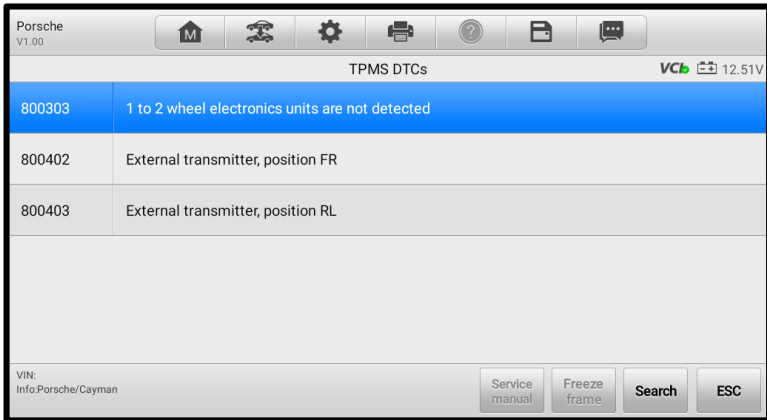 Porsche
V1.00
M
?
TPMS DTCs
VCI
12.51V
800303 1 to 2 wheel electronics units are not detected
800402 External transmitter, position FR
800403 External transmitter, position RL
VIN:
Info:Porsche/Cayman
Service manual
Freeze frame
Search
ESC